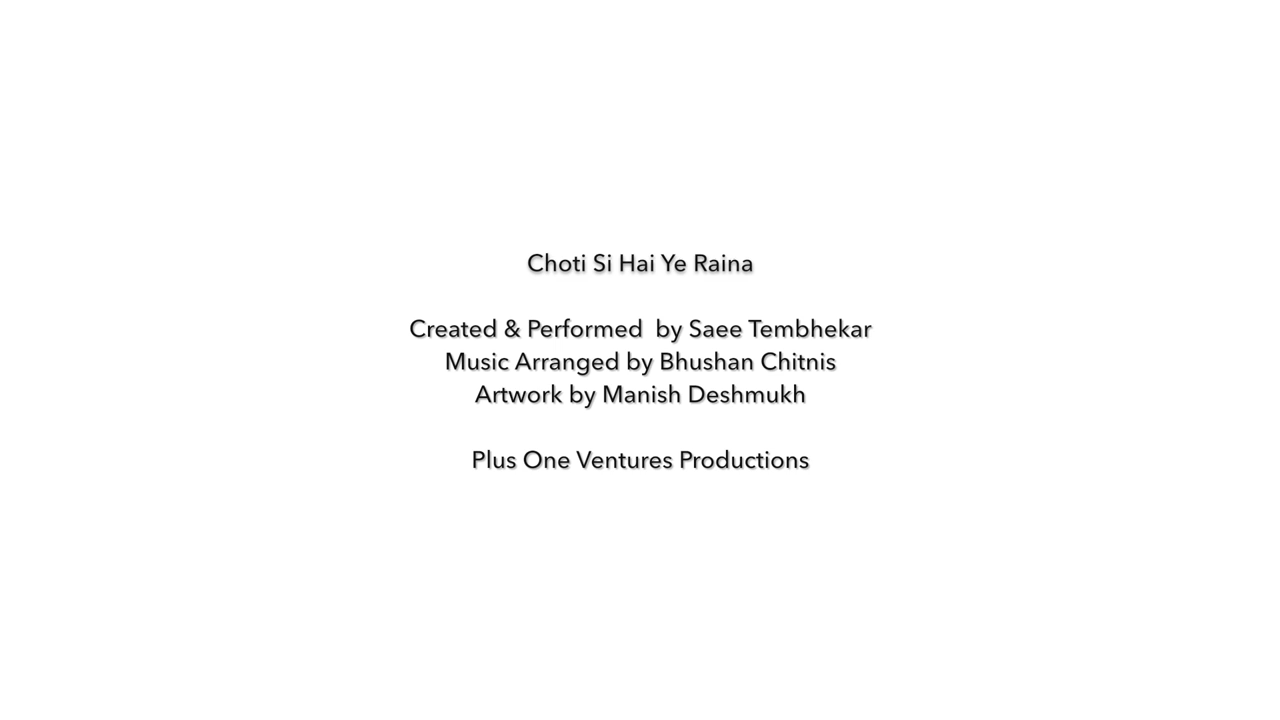 Choti Si Hai Ye Raina
Created & Performed  by Saee Tembhekar
Music Arranged by Bhushan Chitnis
Artwork by Manish Deshmukh
Plus One Ventures Productions